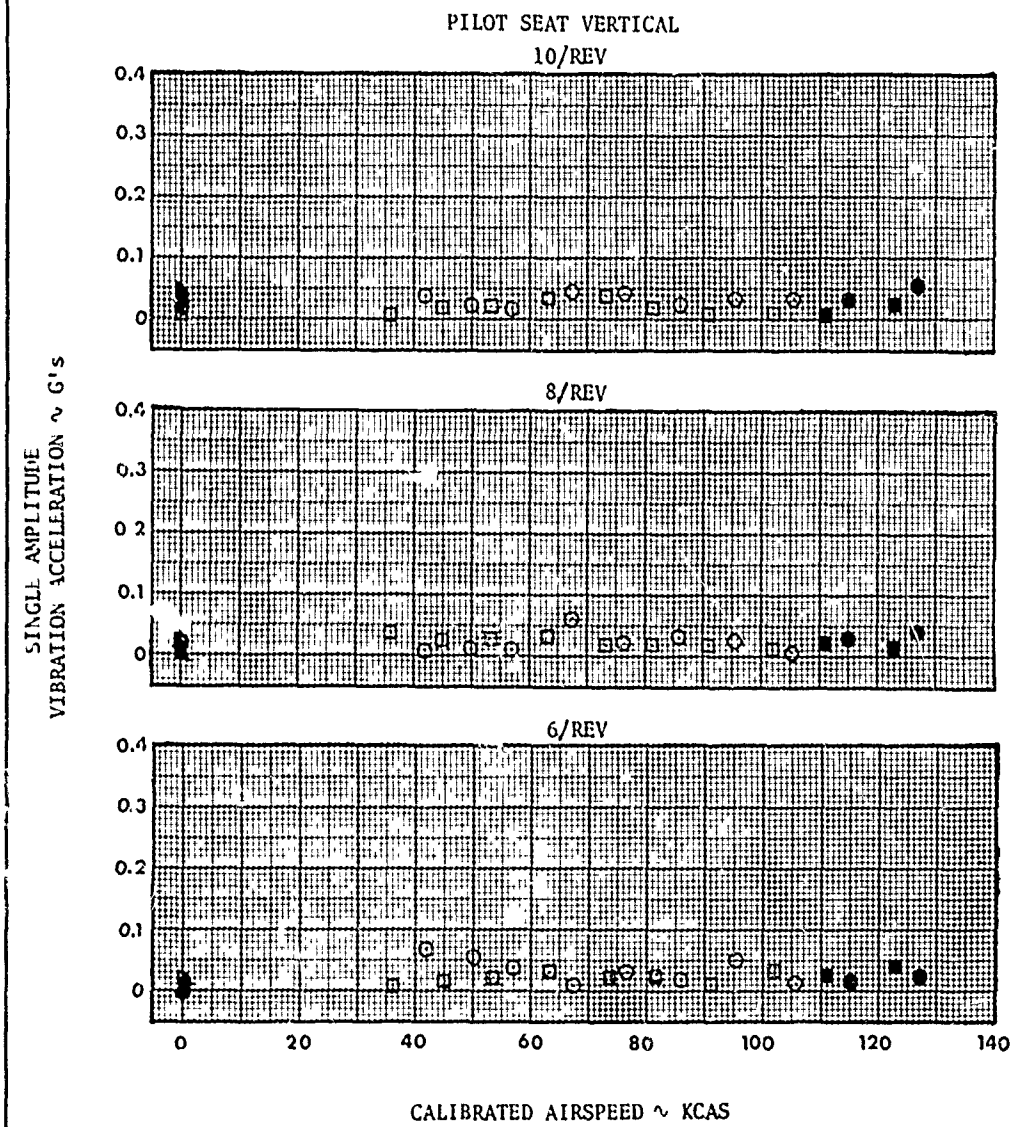 PILOT SEAT VERTICAL
10/REV
0.4
0.3
0.2
0.1
0
8/REV
0.4
0.3
0.2
0.1
0
6/REV
0.4
0.3
0.2
0.1
0
0 20 40 60 80 100 120 140
SINGLE AMPLITUDE
VIBRATION ACCELERATION ~ G's
CALIBRATED AIRSPEED ~ KCAS